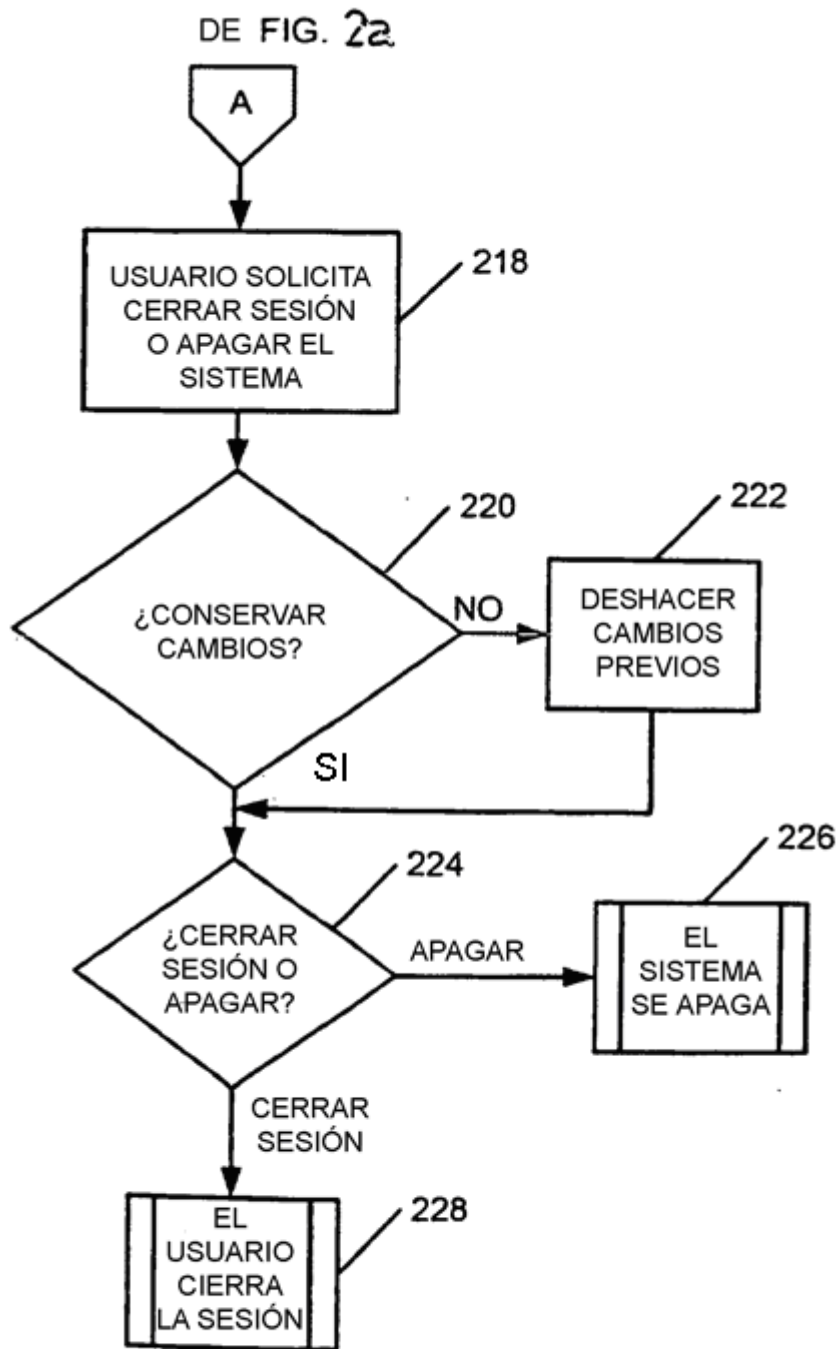 DE FIG. 2a
A
USUARIO SOLICITA
CERRAR SESIÓN
O APAGAR EL
SISTEMA
218
¿CONSERVAR
CAMBIOS?
220
NO
222
DESHACER
CAMBIOS
PREVIOS
SI
¿CERRAR
SESIÓN O
APAGAR?
224
APAGAR
226
EL
SISTEMA
SE APAGA
CERRAR
SESIÓN
EL
USUARIO
CIERRA
LA SESIÓN
228